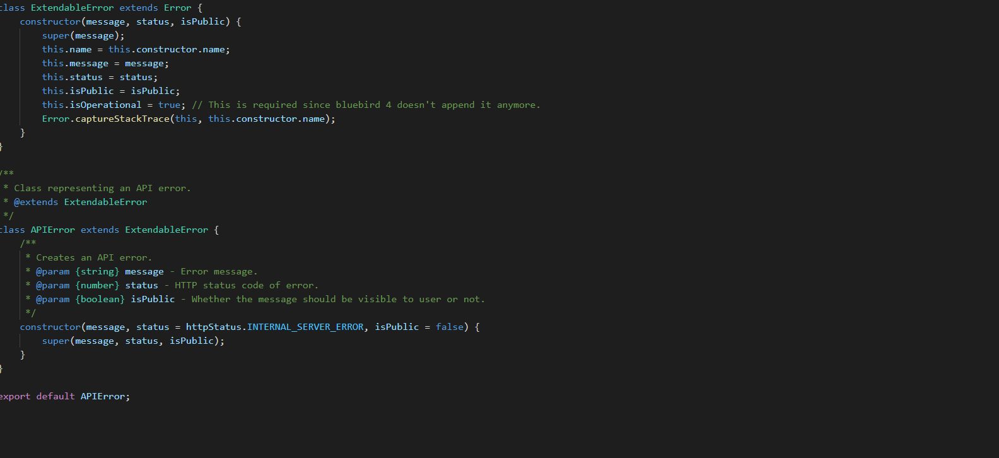 class ExtendableError extends Error {
    constructor(message, status, isPublic) {
        super(message);
        this.name = this.constructor.name;
        this.message = message;
        this.status = status;
        this.isPublic = isPublic;
        this.isOperational = true; // This is required since bluebird 4 doesn't append it anymore.
        Error.captureStackTrace(this, this.constructor.name);
    }
}

/**
 * Class representing an API error.
 * @extends ExtendableError
 */
class APIError extends ExtendableError {
    /**
     * Creates an API error.
     * @param {string} message - Error message.
     * @param {number} status - HTTP status code of error.
     * @param {boolean} isPublic - Whether the message should be visible to user or not.
     */
    constructor(message, status = httpStatus.INTERNAL_SERVER_ERROR, isPublic = false) {
        super(message, status, isPublic);
    }
}

export default APIError;